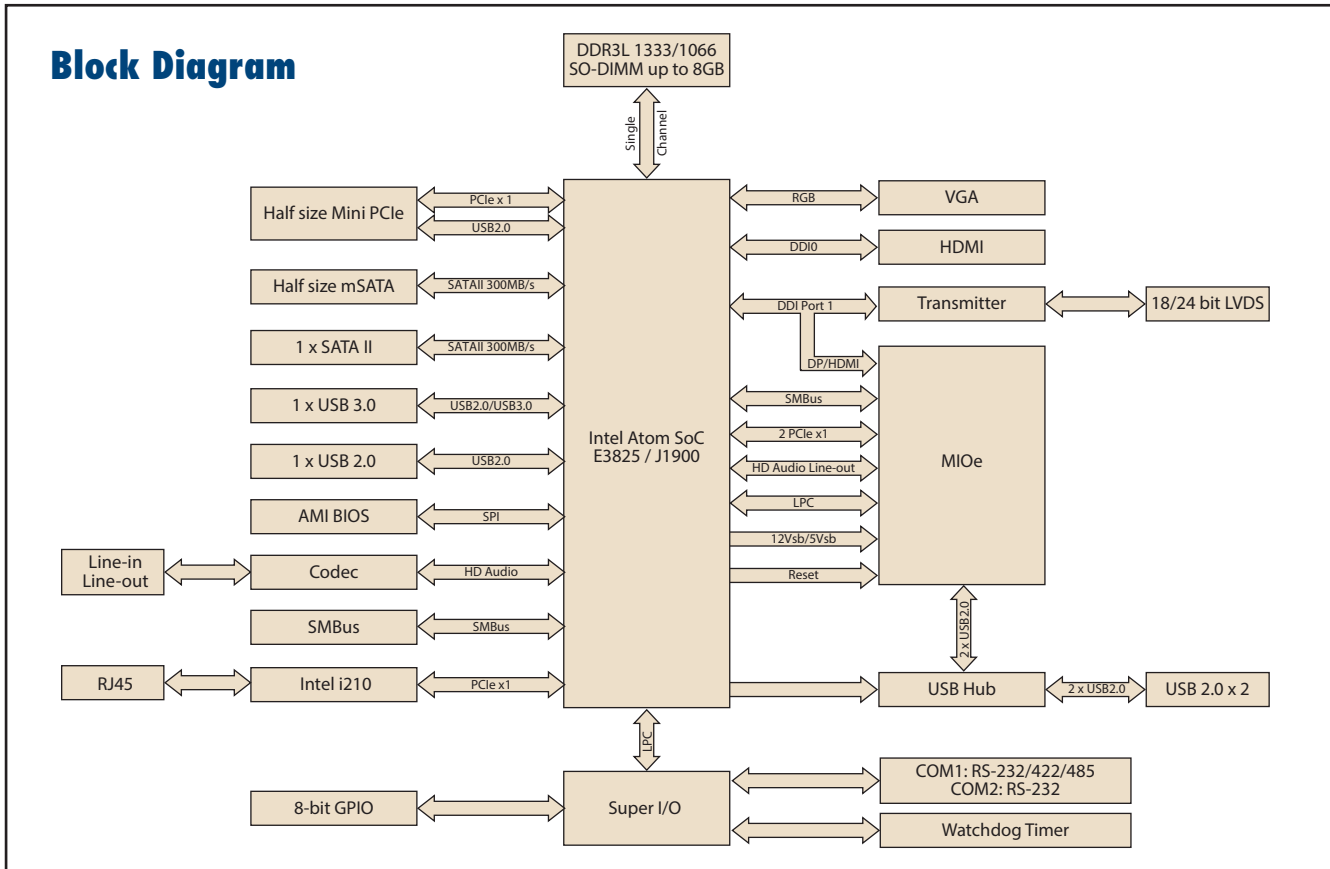 Block Diagram
DDR3L 1333/1066
SO-DIMM up to 8GB
Single
Channel
Half size Mini PCIe
PCIe x 1
USB2.0
Half size mSATA
SATAII 300MB/s
1 x SATA II
SATAII 300MB/s
1 x USB 3.0
USB2.0/USB3.0
1 x USB 2.0
USB2.0
AMI BIOS
SPI
Line-in
Line-out
Codec
HD Audio
SMBus
SMBus
RJ45
Intel i210
PCIe x1
Intel Atom SoC
E3825 / J1900
RGB
VGA
DDI0
HDMI
DDI Port 1
Transmitter
18/24 bit LVDS
DP/HDMI
SMBus
2 PCIe x1
HD Audio Line-out
LPC
12Vsb/5Vsb
Reset
MIOe
2 x USB2.0
USB Hub
2 x USB2.0
USB 2.0 x 2
LPC
8-bit GPIO
Super I/O
COM1: RS-232/422/485
COM2: RS-232
Watchdog Timer